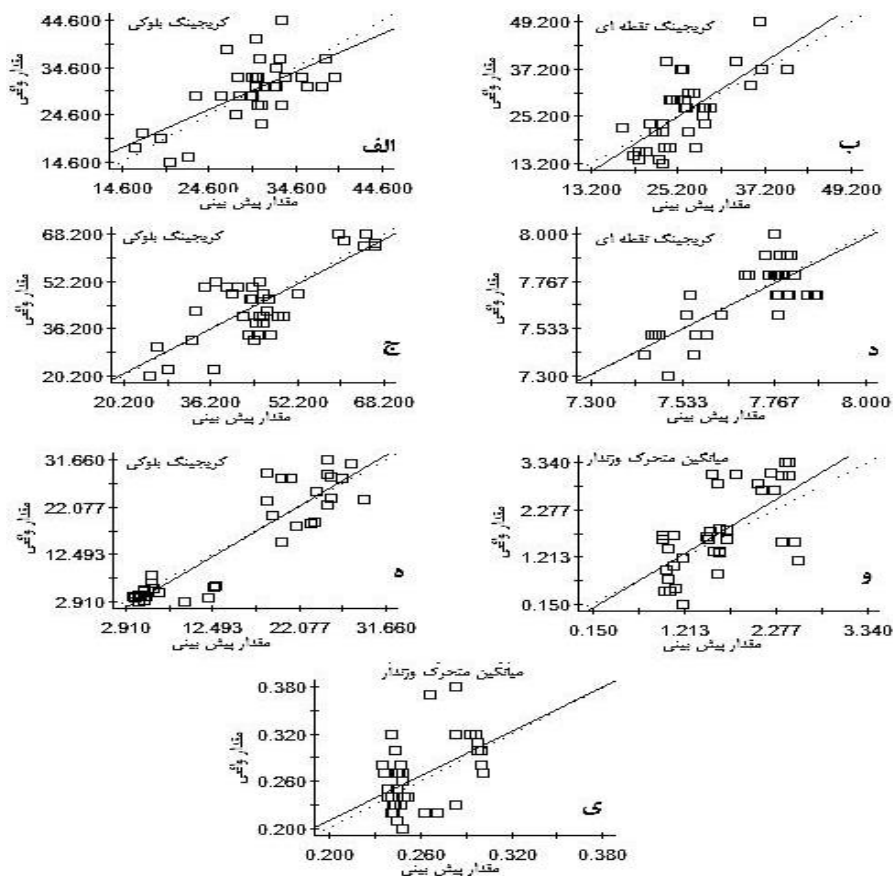 کریجینگ بلوکی
44.600
34.600
24.600
14.600
مقدار واقعی
الف
14.600 24.600 34.600 44.600
مقدار پیش بینی
کریجینگ نقطه ای
49.200
37.200
25.200
13.200
مقدار واقعی
ب
13.200 25.200 37.200 49.200
مقدار پیش بینی
کریجینگ بلوکی
68.200
52.200
36.200
20.200
مقدار واقعی
ج
20.200 36.200 52.200 68.200
مقدار پیش بینی
کریجینگ نقطه ای
8.000
7.767
7.533
7.300
مقدار واقعی
د
7.300 7.533 7.767 8.000
مقدار پیش بینی
کریجینگ بلوکی
31.660
22.077
12.493
2.910
مقدار واقعی
ه
2.910 12.493 22.077 31.660
مقدار پیش بینی
میانگین متحرک وزندار
3.340
2.277
1.213
0.150
مقدار واقعی
و
0.150 1.213 2.277 3.340
مقدار پیش بینی
میانگین متحرک وزندار
0.380
0.320
0.260
0.200
مقدار واقعی
ی
0.200 0.260 0.320 0.380
مقدار پیش بینی